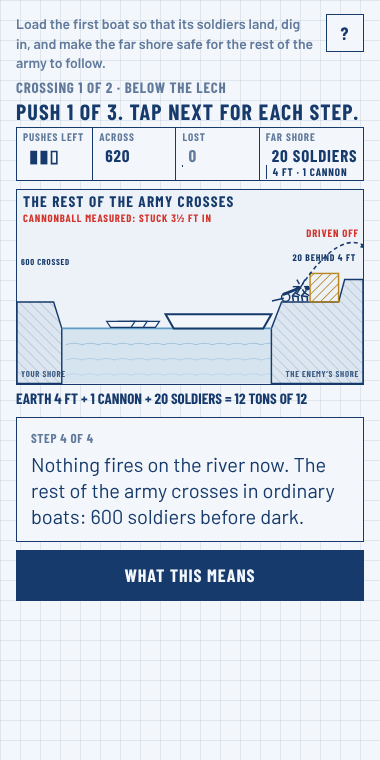 Load the first boat so that its soldiers land, dig
in, and make the far shore safe for the rest of the
army to follow.
?
CROSSING 1 OF 2 · BELOW THE LECH
PUSH 1 OF 3. TAP NEXT FOR EACH STEP.
PUSHES LEFT
ACROSS
620
LOST
0
FAR SHORE
20 SOLDIERS
4 FT · 1 CANNON
THE REST OF THE ARMY CROSSES
CANNONBALL MEASURED: STUCK 3½ FT IN
DRIVEN OFF
600 CROSSED
20 BEHIND 4 FT
YOUR SHORE
THE ENEMY'S SHORE
EARTH 4 FT + 1 CANNON + 20 SOLDIERS = 12 TONS OF 12
STEP 4 OF 4
Nothing fires on the river now. The
rest of the army crosses in ordinary
boats: 600 soldiers before dark.
WHAT THIS MEANS